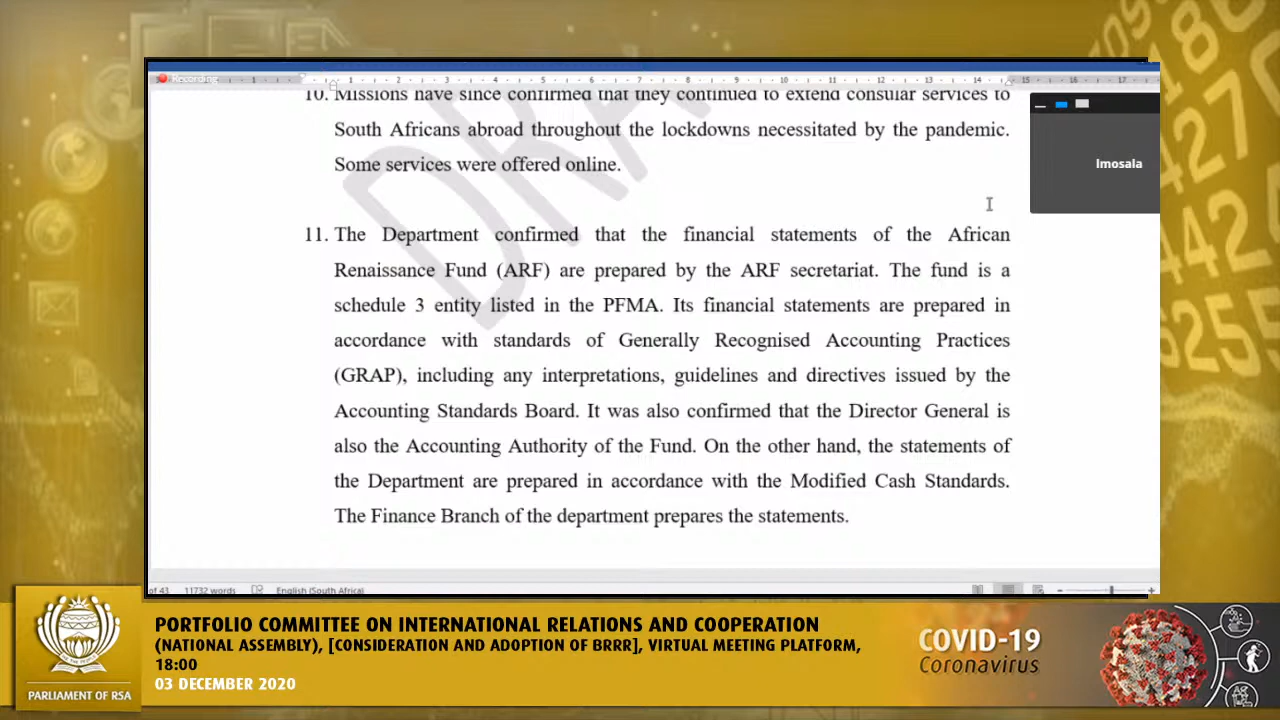 Recording
10. Missions have since confirmed that they continued to extend consular services to
South Africans abroad throughout the lockdowns necessitated by the pandemic.
Some services were offered online.
Imosala
11. The Department confirmed that the financial statements of the African
Renaissance Fund (ARF) are prepared by the ARF secretariat. The fund is a
schedule 3 entity listed in the PFMA. Its financial statements are prepared in
accordance with standards of Generally Recognised Accounting Practices
(GRAP), including any interpretations, guidelines and directives issued by the
Accounting Standards Board. It was also confirmed that the Director General is
also the Accounting Authority of the Fund. On the other hand, the statements of
the Department are prepared in accordance with the Modified Cash Standards.
The Finance Branch of the department prepares the statements.
of 43 11732 words English (South Africa)
PARLIAMENT OF RSA
PORTFOLIO COMMITTEE ON INTERNATIONAL RELATIONS AND COOPERATION
(NATIONAL ASSEMBLY), [CONSIDERATION AND ADOPTION OF BRRR], VIRTUAL MEETING PLATFORM,
18:00
03 DECEMBER 2020
COVID-19
Coronavirus